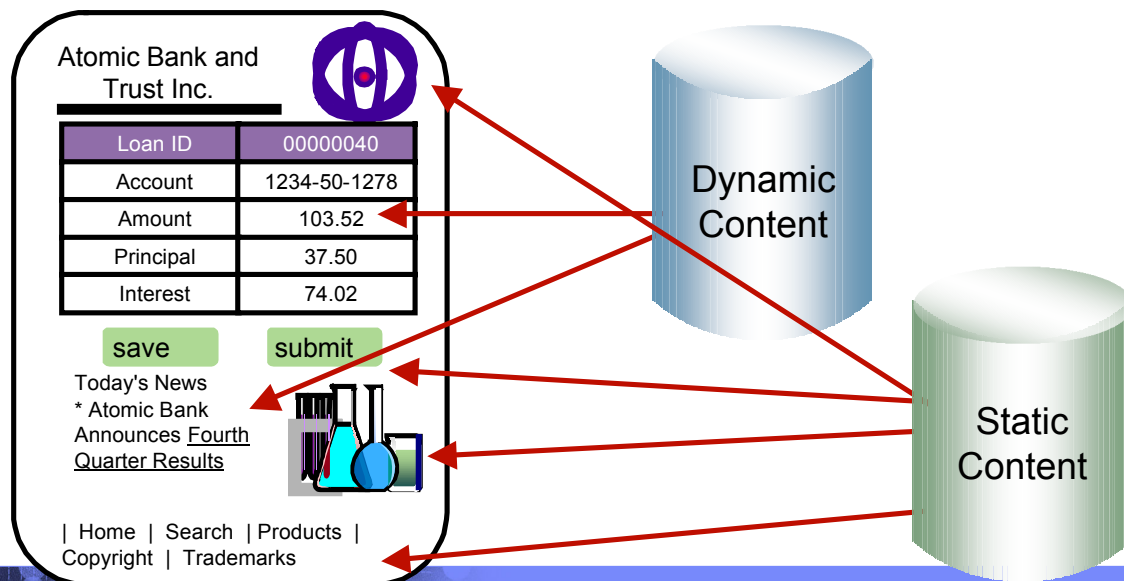 Atomic Bank and
Trust Inc.
Loan ID 00000040
Account 1234-50-1278
Amount 103.52
Principal 37.50
Interest 74.02
save submit
Today's News
* Atomic Bank
Announces Fourth
Quarter Results
| Home | Search | Products |
Copyright | Trademarks
Dynamic
Content
Static
Content